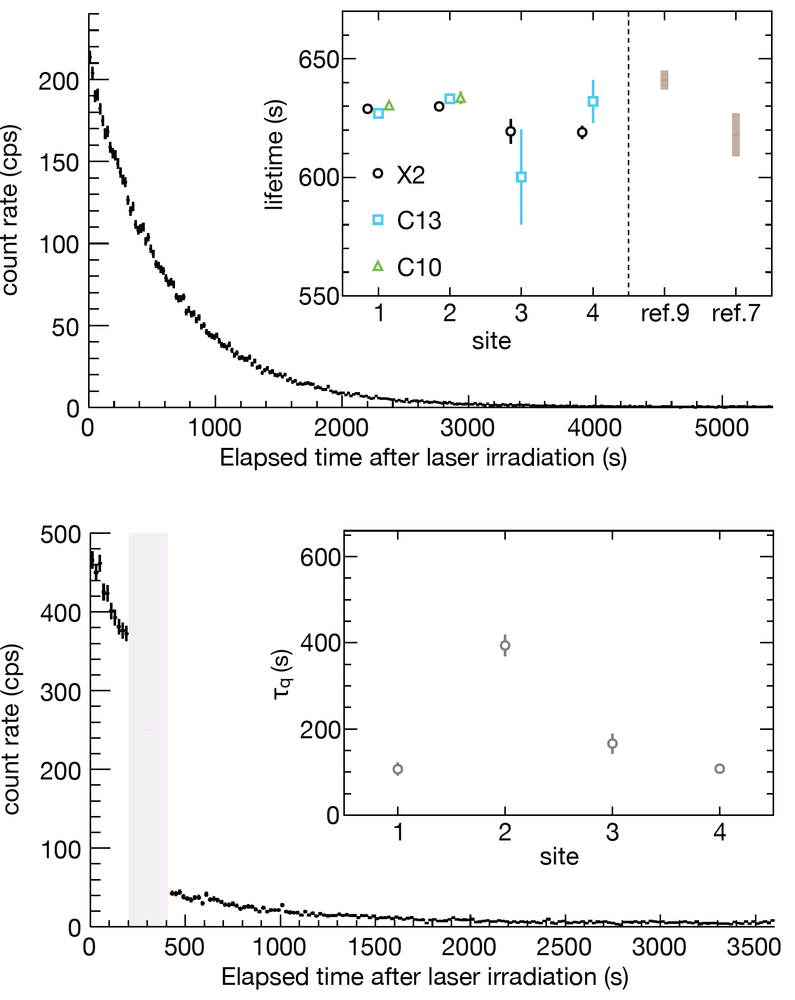 count rate (cps)
200
150
100
50
0
0 1000 2000 3000 4000 5000
Elapsed time after laser irradiation (s)
lifetime (s)
650
600
550
X2
C13
C10
1 2 3 4 ref.9 ref.7
site
count rate (cps)
500
400
300
200
100
0
0 500 1000 1500 2000 2500 3000 3500
Elapsed time after laser irradiation (s)
τq (s)
600
400
200
0
1 2 3 4
site